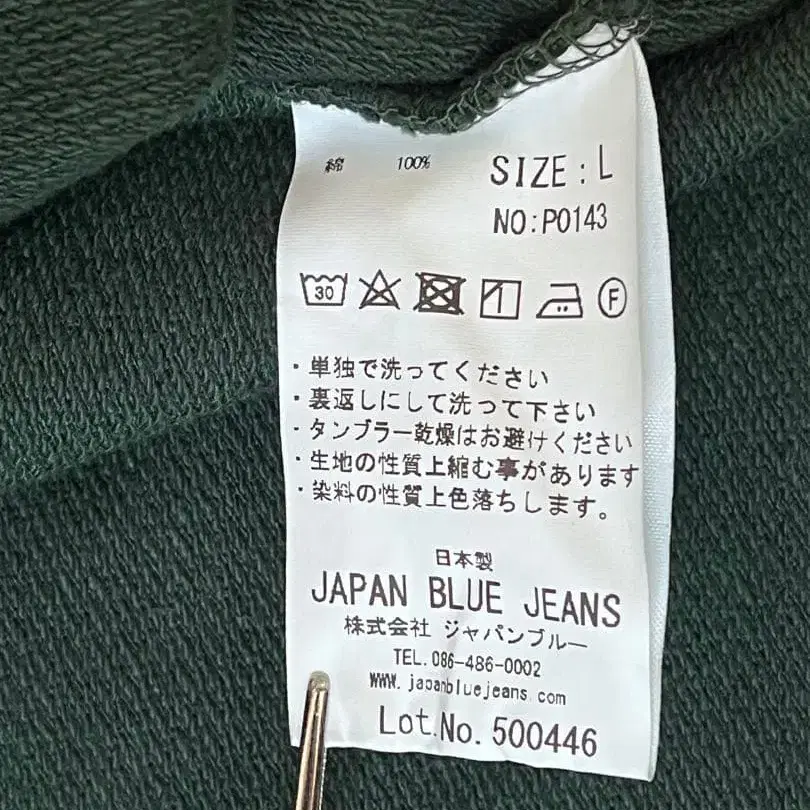 綿 100%
SIZE : L
NO:P0143
30
F
・単独で洗ってください
・裏返しにして洗って下さい
・タンブラー乾燥はお避けください
・生地の性質上縮む事があります
・染料の性質上色落ちします。
日本製
JAPAN BLUE JEANS
株式会社 ジャパンブルー
TEL.086-486-0002
WWW.japanbluejeans.com
Lot.No. 500446